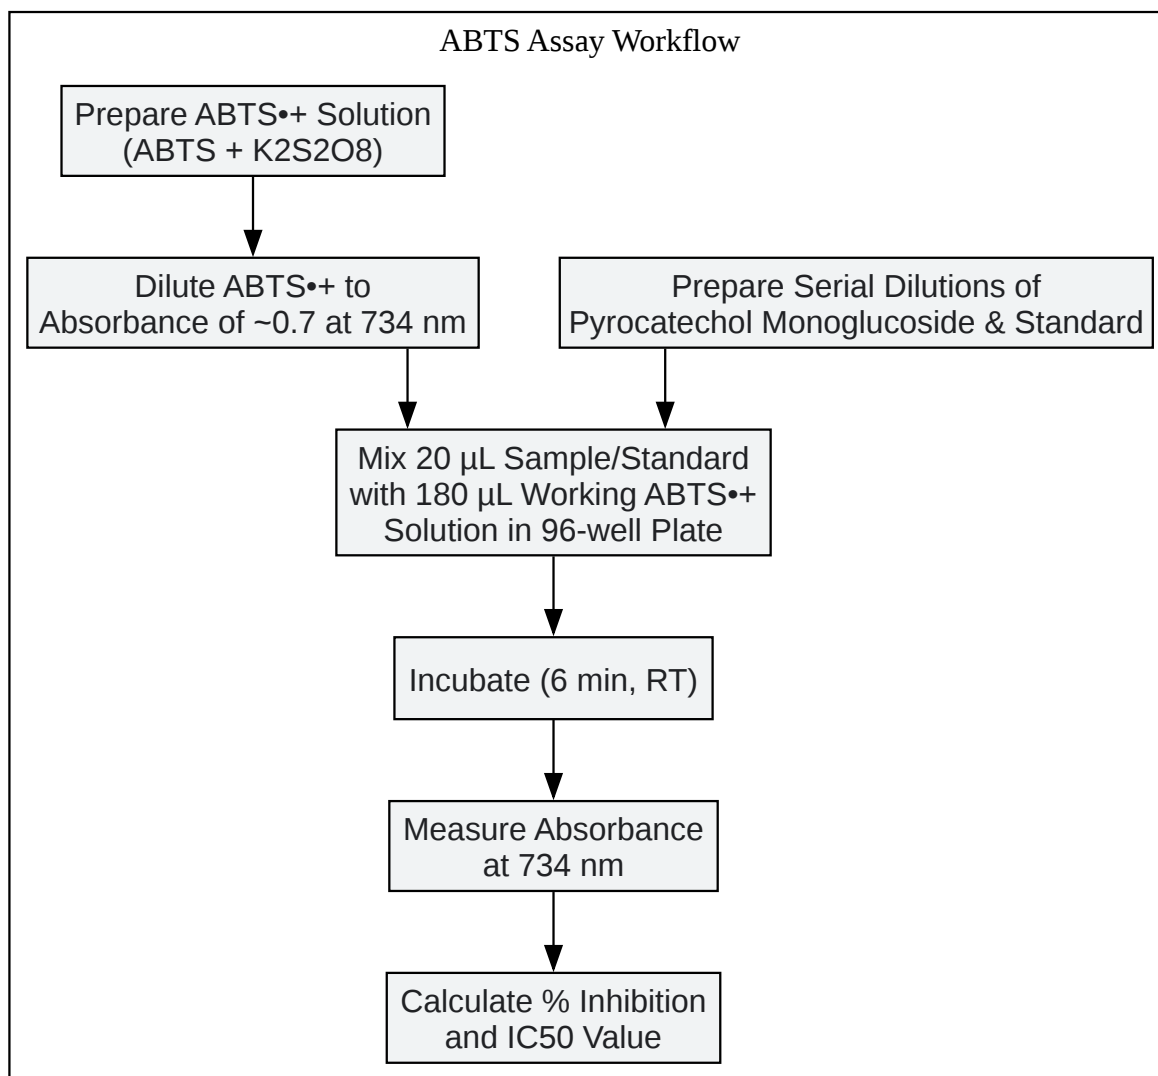 ABTS Assay Workflow
Prepare ABTS•+ Solution
(ABTS + K2S2O8)
Dilute ABTS•+ to
Absorbance of ~0.7 at 734 nm
Prepare Serial Dilutions of
Pyrocatechol Monoglucoside & Standard
Mix 20 µL Sample/Standard
with 180 µL Working ABTS•+
Solution in 96-well Plate
Incubate (6 min, RT)
Measure Absorbance
at 734 nm
Calculate % Inhibition
and IC50 Value